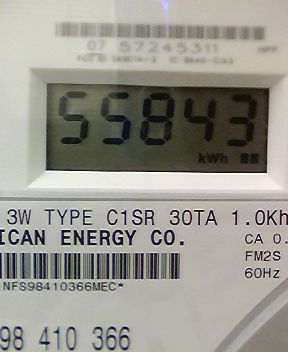 07 57245311
55843
kWh
3W TYPE C1SR 30TA 1.0Kh
ICAN ENERGY CO.
CA 0.
FM2S
60Hz
NFS98410366MEC*
98 410 366